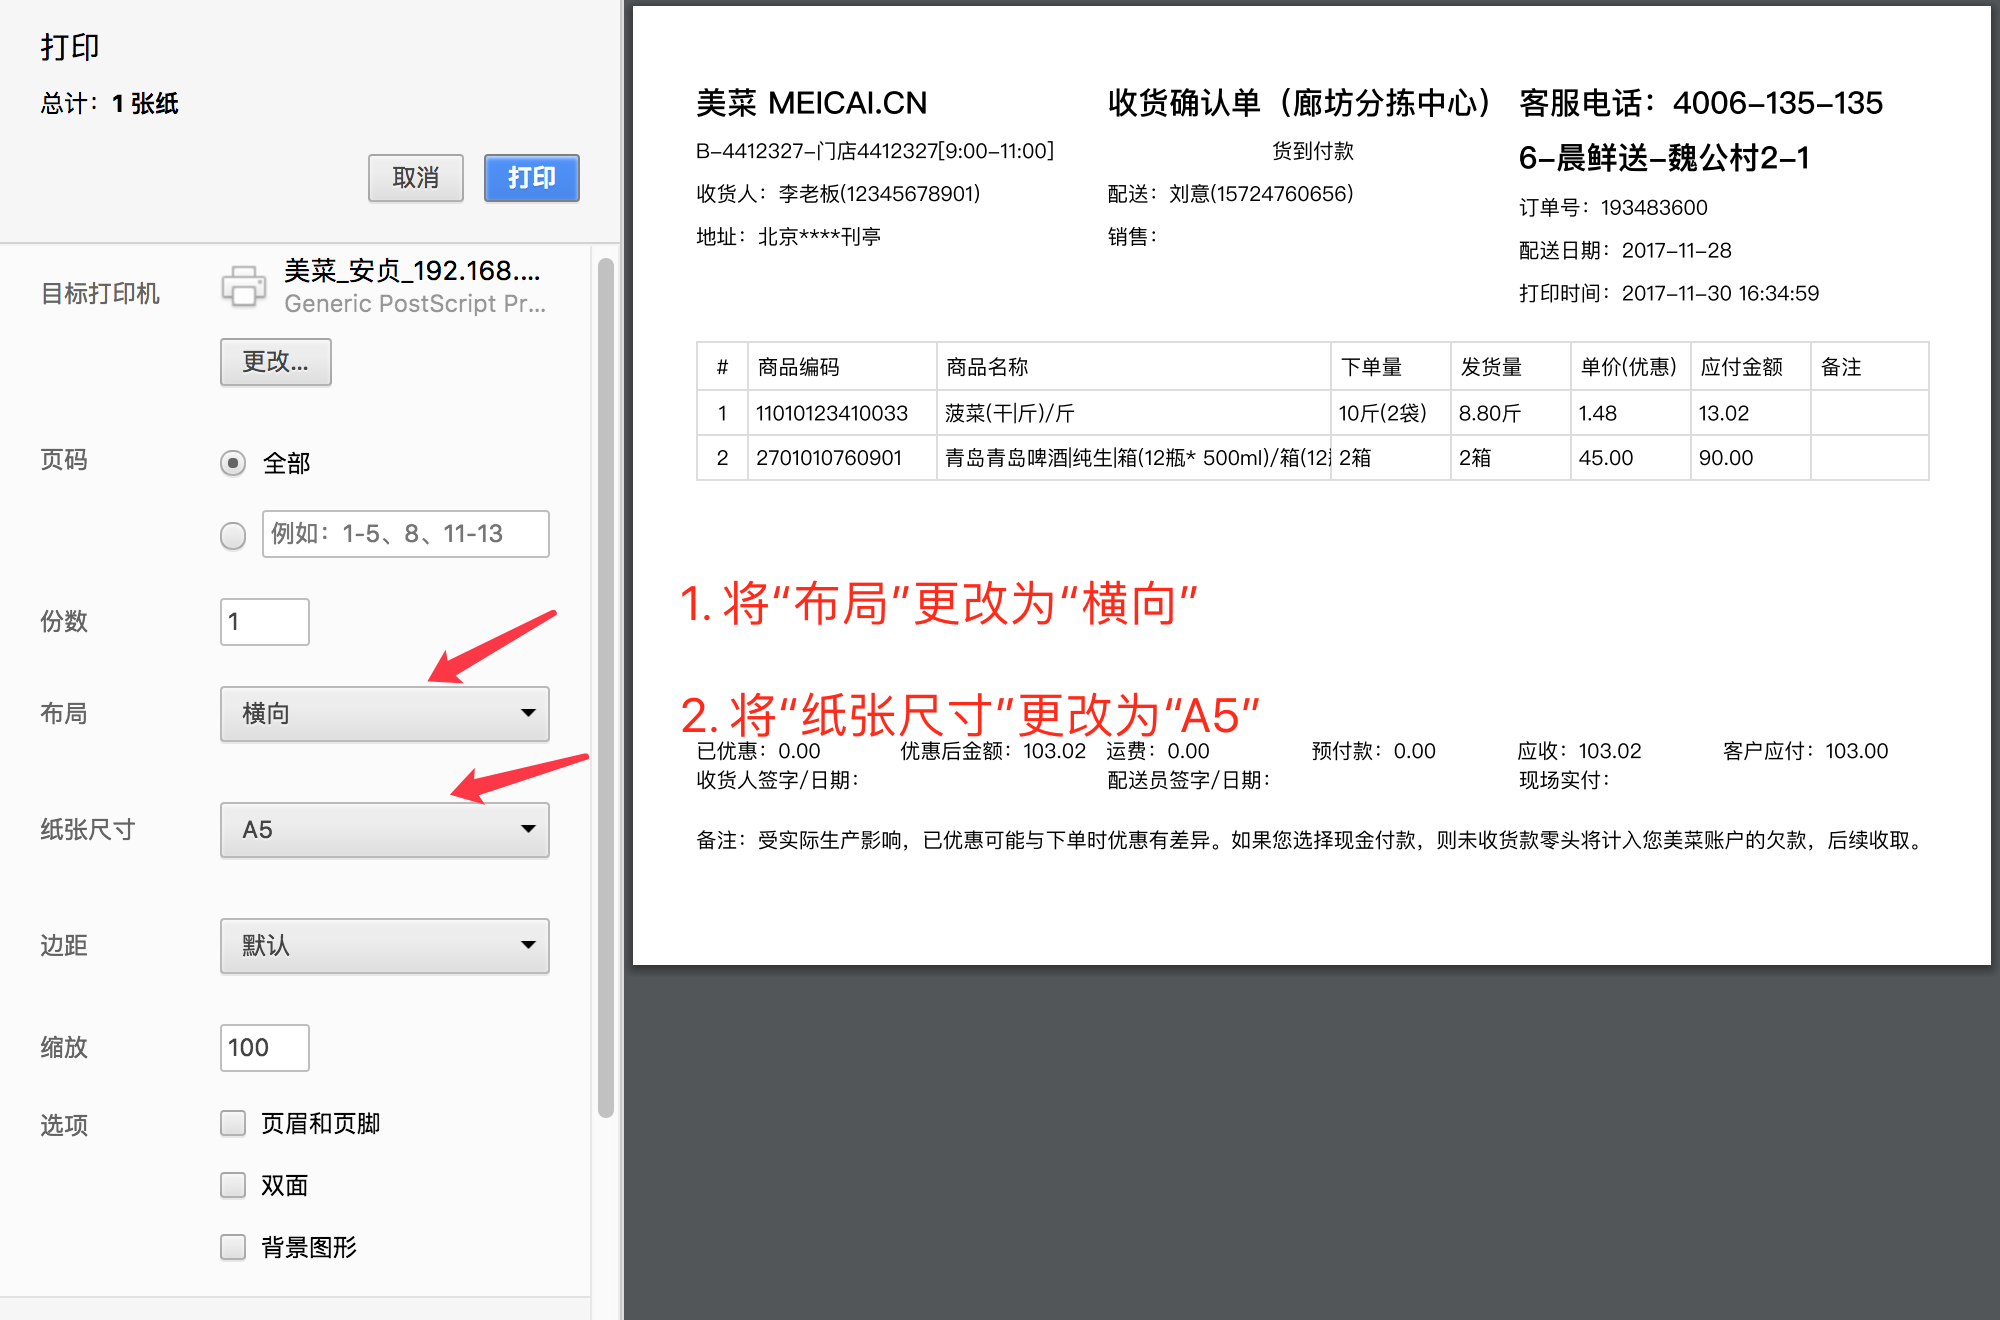 打印
总计：1 张纸
取消 打印
目标打印机
美菜_安贞_192.168....
Generic PostScript Pr...
更改...
页码
全部
例如：1-5、8、11-13
份数
1
布局
横向
纸张尺寸
A5
边距
默认
缩放
100
选项
页眉和页脚
双面
背景图形
美菜 MEICAI.CN
B-4412327-门店4412327[9:00-11:00]
收货人：李老板(12345678901)
地址：北京****刊亭
收货确认单（廊坊分拣中心）
货到付款
配送：刘意(15724760656)
销售：
客服电话：4006-135-135
6-晨鲜送-魏公村2-1
订单号：193483600
配送日期：2017-11-28
打印时间：2017-11-30 16:34:59
# 商品编码 商品名称 下单量 发货量 单价(优惠) 应付金额 备注
1 11010123410033 菠菜(干|斤)/斤 10斤(2袋) 8.80斤 1.48 13.02
2 2701010760901 青岛青岛啤酒|纯生|箱(12瓶* 500ml)/箱(12 2箱 2箱 45.00 90.00
1. 将“布局”更改为“横向”
2. 将“纸张尺寸”更改为“A5”
已优惠：0.00 优惠后金额：103.02 运费：0.00 预付款：0.00 应收：103.02 客户应付：103.00
收货人签字/日期： 配送员签字/日期： 现场实付：
备注：受实际生产影响，已优惠可能与下单时优惠有差异。如果您选择现金付款，则未收货款零头将计入您美菜账户的欠款，后续收取。